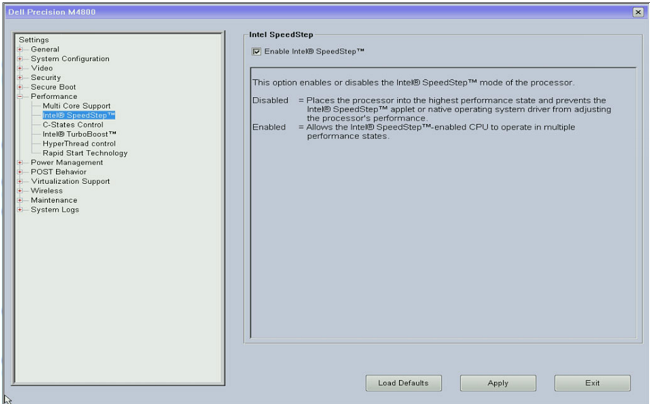 Dell Precision M4800
Settings
General
System Configuration
Video
Security
Secure Boot
Performance
Multi Core Support
Intel® SpeedStep™
C-States Control
Intel® TurboBoost™
HyperThread control
Rapid Start Technology
Power Management
POST Behavior
Virtualization Support
Wireless
Maintenance
System Logs
Intel SpeedStep
Enable Intel® SpeedStep™
This option enables or disables the Intel® SpeedStep™ mode of the processor.
Disabled = Places the processor into the highest performance state and prevents the
Intel® SpeedStep™ applet or native operating system driver from adjusting
the processor's performance.
Enabled = Allows the Intel® SpeedStep™-enabled CPU to operate in multiple
performance states.
Load Defaults
Apply
Exit